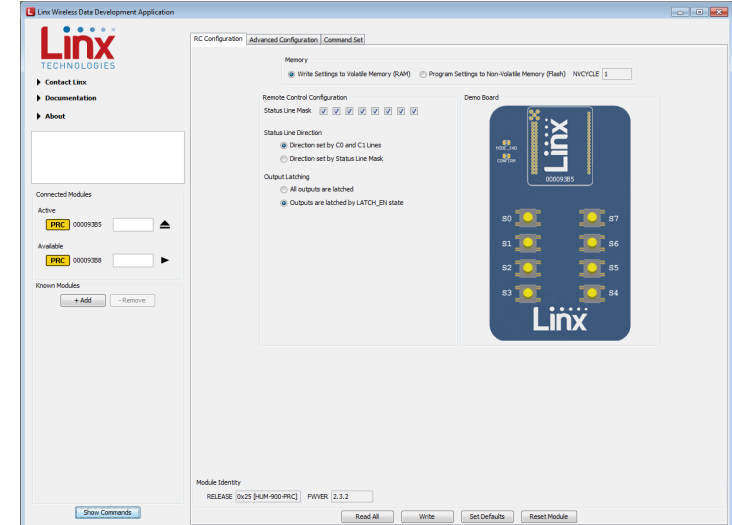 Linx Wireless Data Development Application
Linx
TECHNOLOGIES
Contact Linx
Documentation
About
Connected Modules
Active
PRC 000093B5
Available
PRC 000093B8
Known Modules
+ Add - Remove
Show Commands
RC Configuration Advanced Configuration Command Set
Memory
Write Settings to Volatile Memory (RAM) Program Settings to Non-Volatile Memory (Flash) NVCYCLE 1
Remote Control Configuration
Status Line Mask
Status Line Direction
Direction set by C0 and C1 Lines
Direction set by Status Line Mask
Output Latching
All outputs are latched
Outputs are latched by LATCH_EN state
Demo Board
Linx
MODE_IND
CONFIRM
000093B5
S0 S7
S1 S6
S2 S5
S3 S4
Linx
Module Identity
RELEASE 0x25 [HUM-900-PRC] FWVER 2.3.2
Read All Write Set Defaults Reset Module